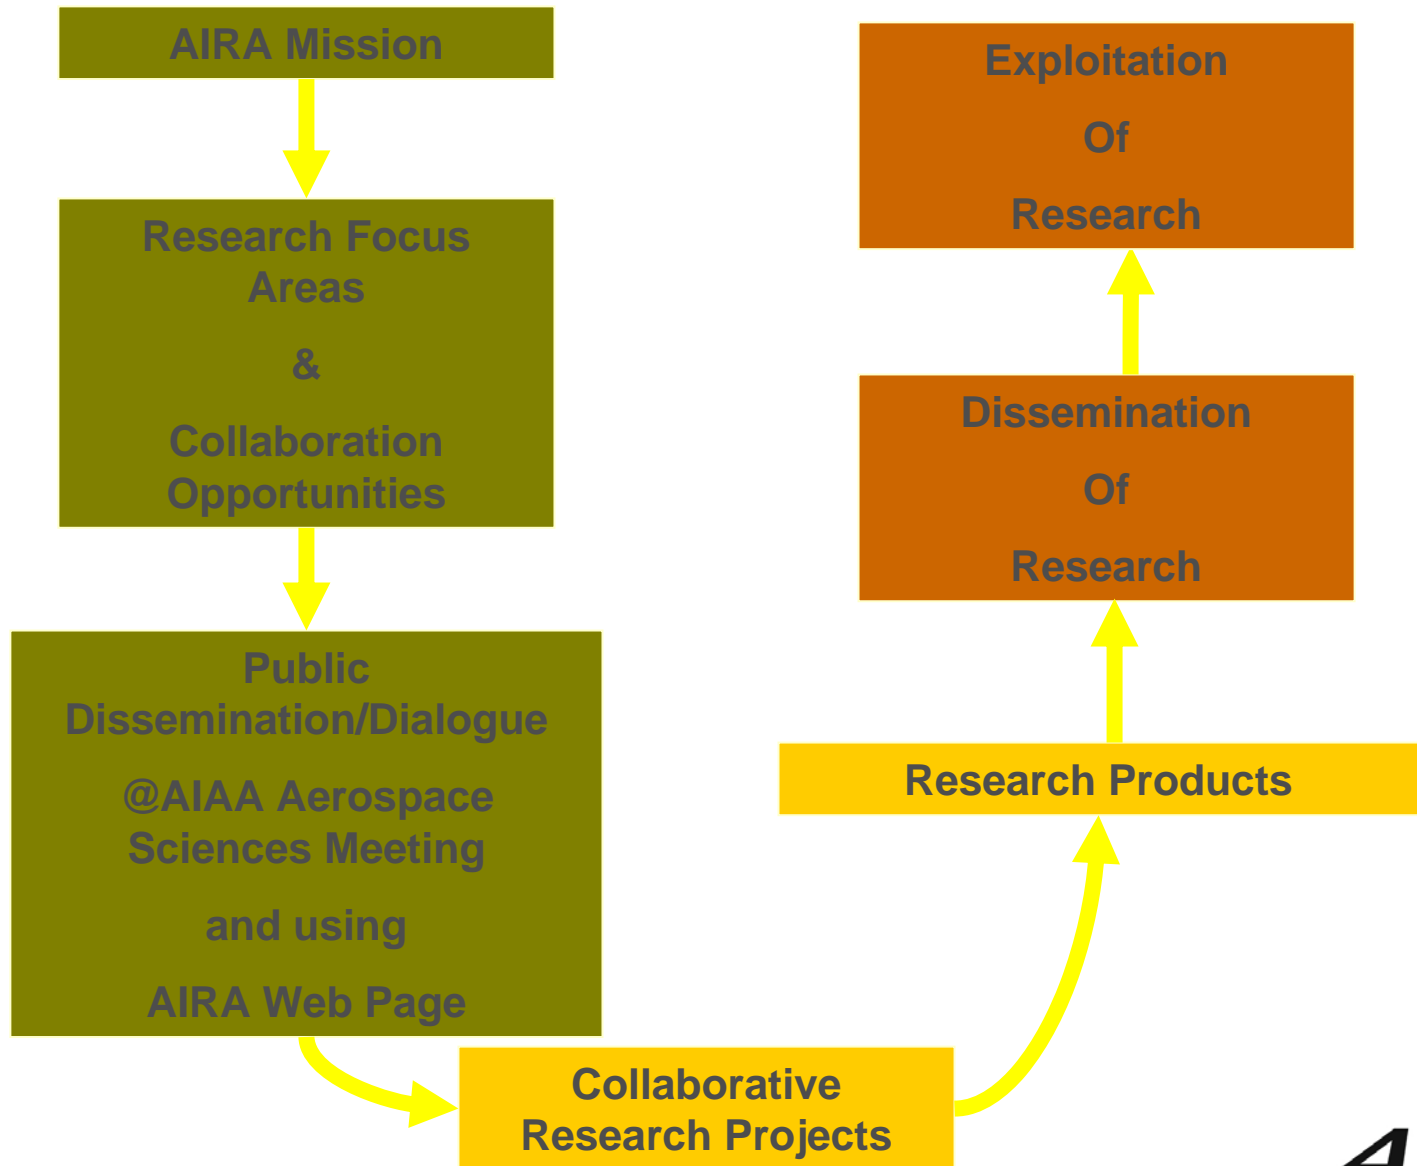 AIRA Mission
Research Focus
Areas
&
Collaboration
Opportunities
Public
Dissemination/Dialogue
@AIAA Aerospace
Sciences Meeting
and using
AIRA Web Page
Collaborative
Research Projects
Research Products
Dissemination
Of
Research
Exploitation
Of
Research